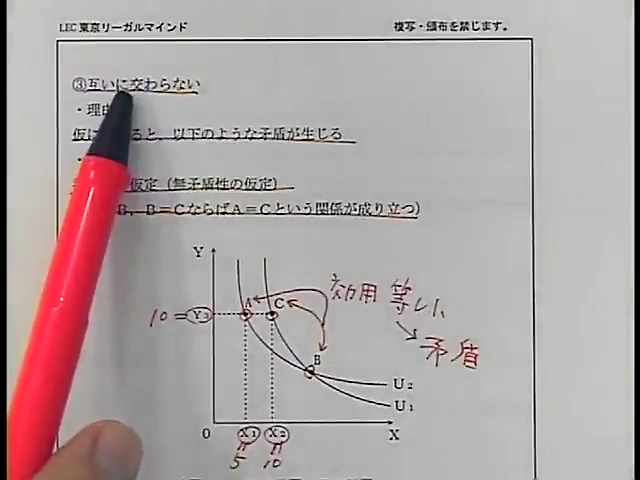 LEC東京リーガルマインド
複写・頒布を禁じます。
③互いに交わらない
・理由
仮に ると、以下のような矛盾が生じる
仮定（無矛盾性の仮定）
B、B＝CならばA＝Cという関係が成り立つ)
Y
A C
効用 等しい
10 = Y₁
矛盾
B
U₂
U₁
0 X₁ X₂ X
5 10